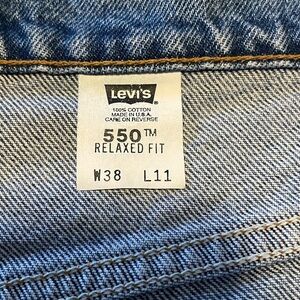 Levi's
100% COTTON
MADE IN U.S.A.
CARE ON REVERSE
550™
RELAXED FIT
W38 L11